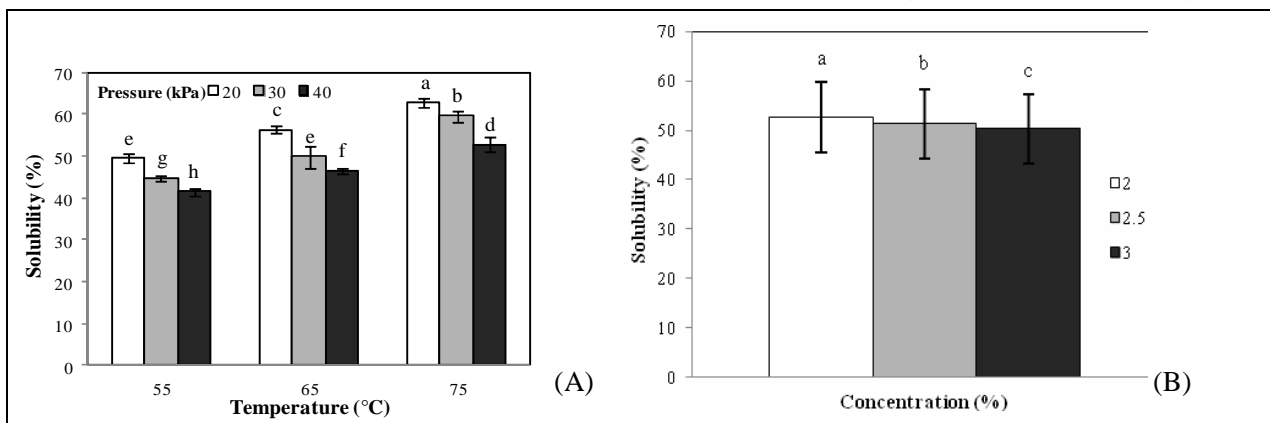 Pressure (kPa) 20 30 40
70
60
50
40
30
20
10
0
Solubility (%)
e g h
c e f
a b d
55 65 75
Temperature (°C)
(A)
70
60
50
40
30
20
10
0
Solubility (%)
a b c
2
2.5
3
Concentration (%)
(B)